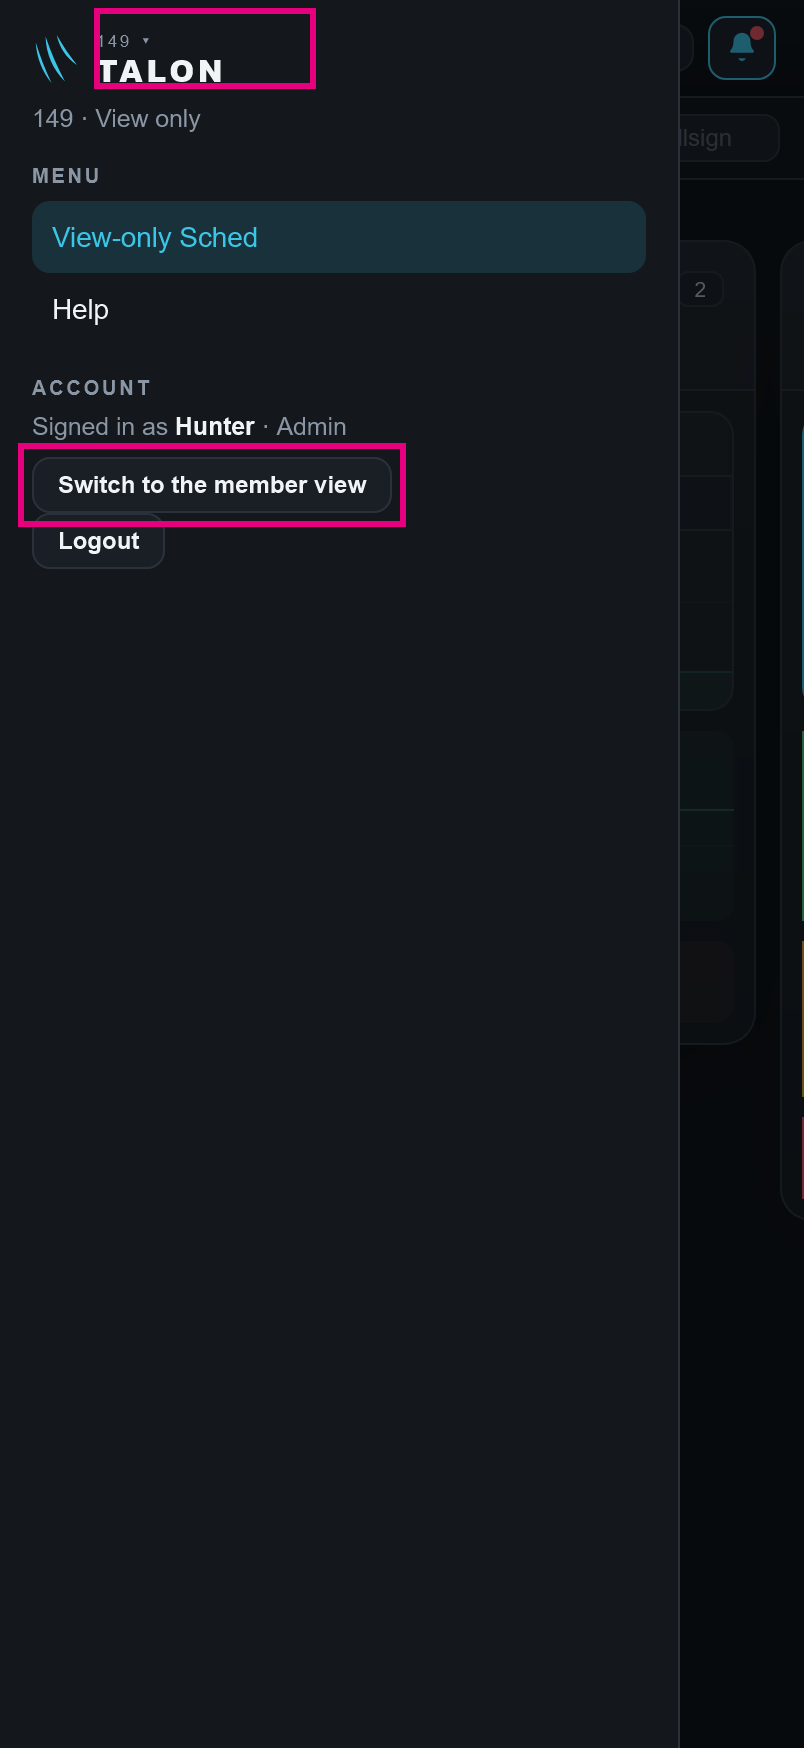 149 ▾
TALON
149 · View only
MENU
View-only Sched
Help
ACCOUNT
Signed in as Hunter · Admin
Switch to the member view
Logout
2